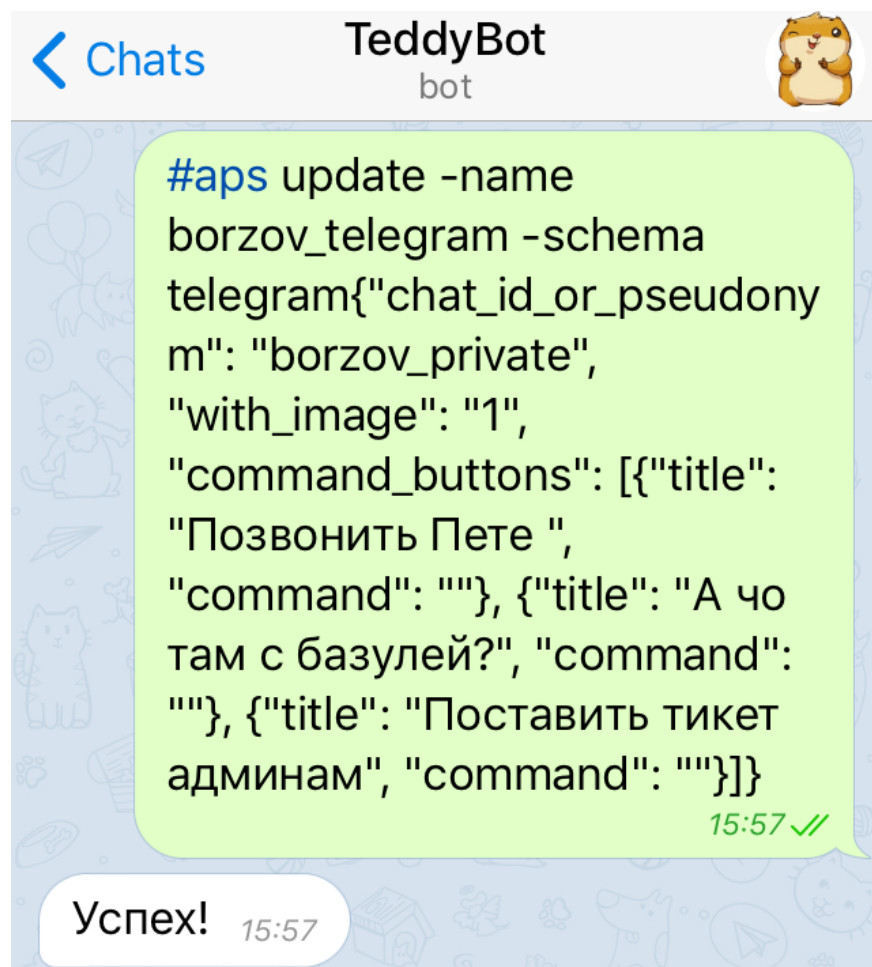 Chats
TeddyBot
bot
#aps update -name
borzov_telegram -schema
telegram{"chat_id_or_pseudony
m": "borzov_private",
"with_image": "1",
"command_buttons": [{"title":
"Позвонить Пете ",
"command": ""}, {"title": "А чо
там с базулей?", "command":
""}, {"title": "Поставить тикет
админам", "command": ""}]}
15:57
Успех! 15:57